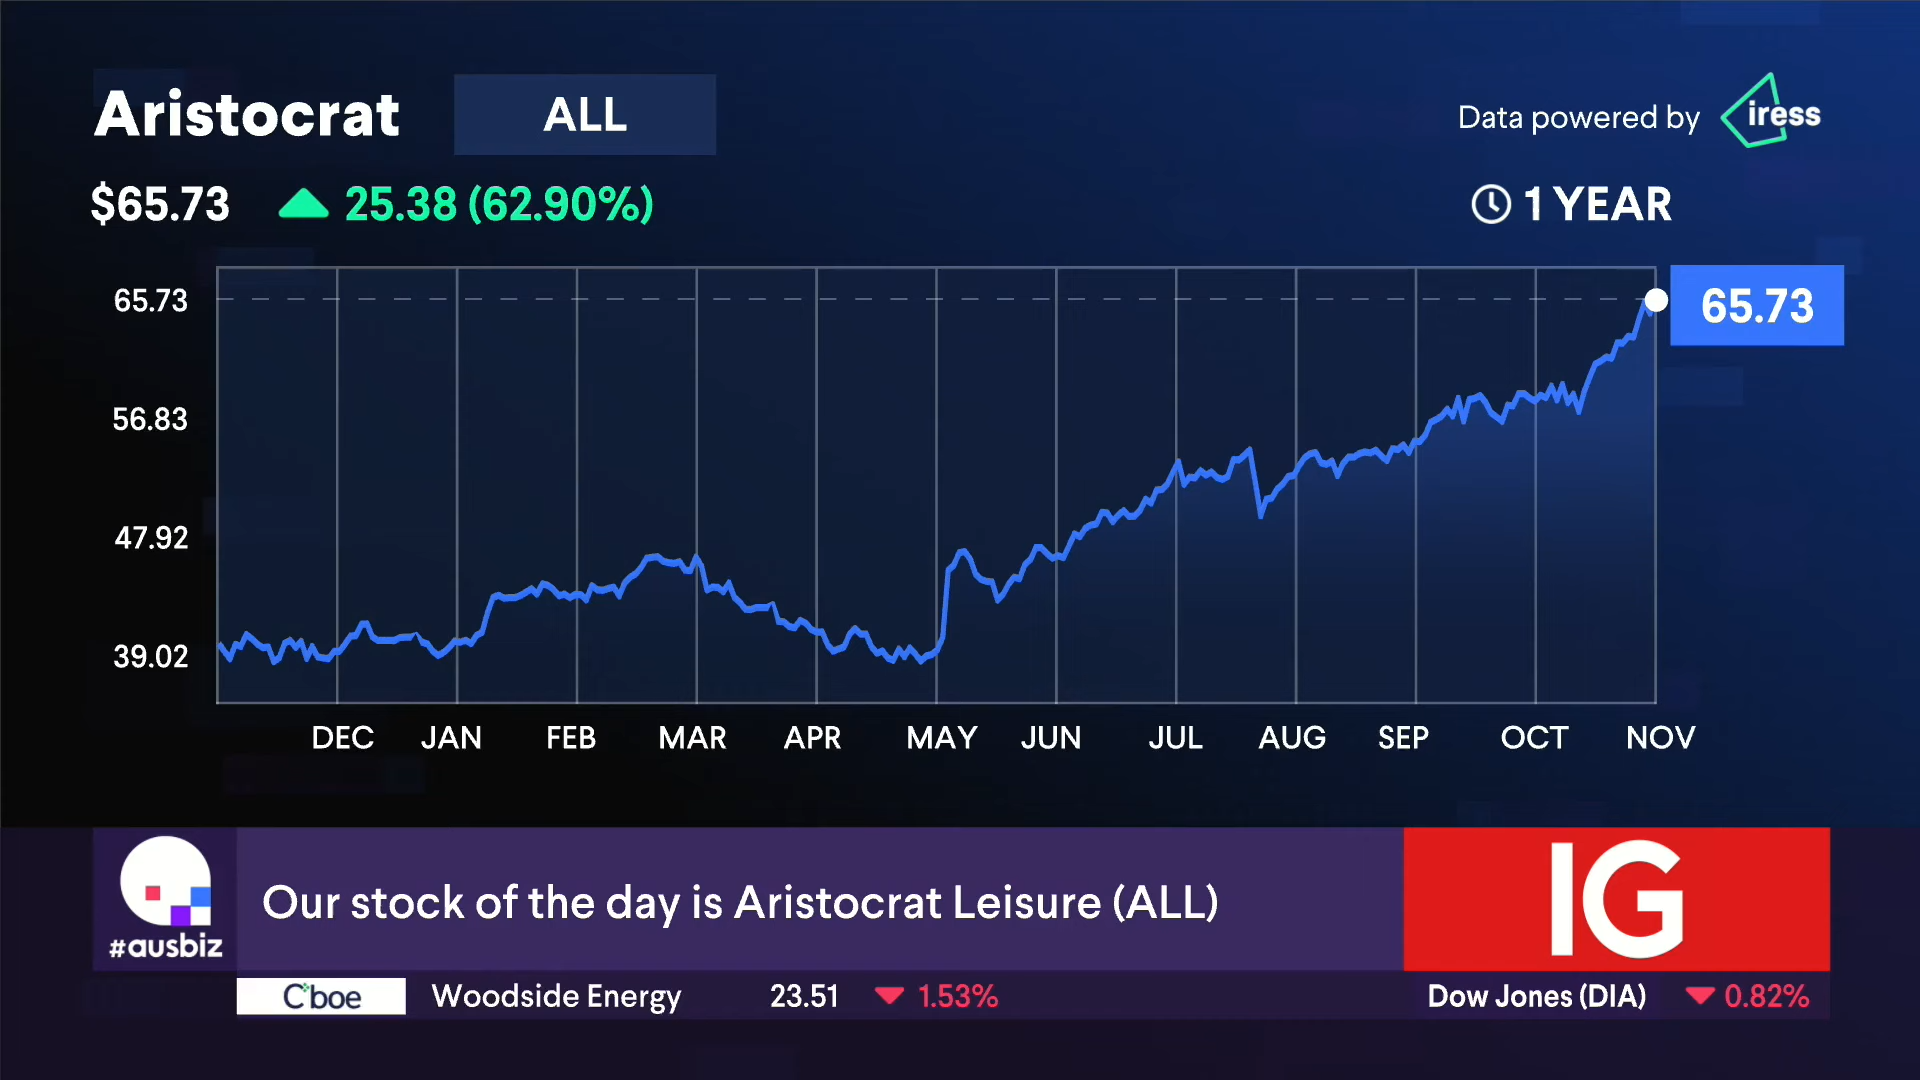 Aristocrat ALL
Data powered by iress
$65.73 25.38 (62.90%)
1 YEAR
65.73
65.73
56.83
47.92
39.02
DEC JAN FEB MAR APR MAY JUN JUL AUG SEP OCT NOV
#ausbiz
Our stock of the day is Aristocrat Leisure (ALL)
IG
Cboe Woodside Energy 23.51 1.53% Dow Jones (DIA) 0.82%